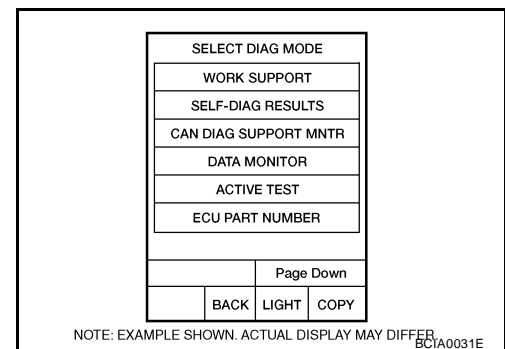 SELECT DIAG MODE
WORK SUPPORT
SELF-DIAG RESULTS
CAN DIAG SUPPORT MNTR
DATA MONITOR
ACTIVE TEST
ECU PART NUMBER
Page Down
BACK LIGHT COPY
NOTE: EXAMPLE SHOWN. ACTUAL DISPLAY MAY DIFFER.
BCIA0031E